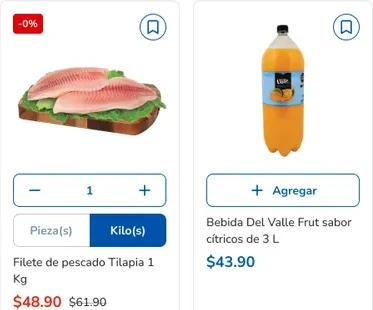 -0%
Valle
1
Agregar
Pieza(s)
Kilo(s)
Filete de pescado Tilapia 1
Kg
$48.90 $61.90
Bebida Del Valle Frut sabor
cítricos de 3 L
$43.90